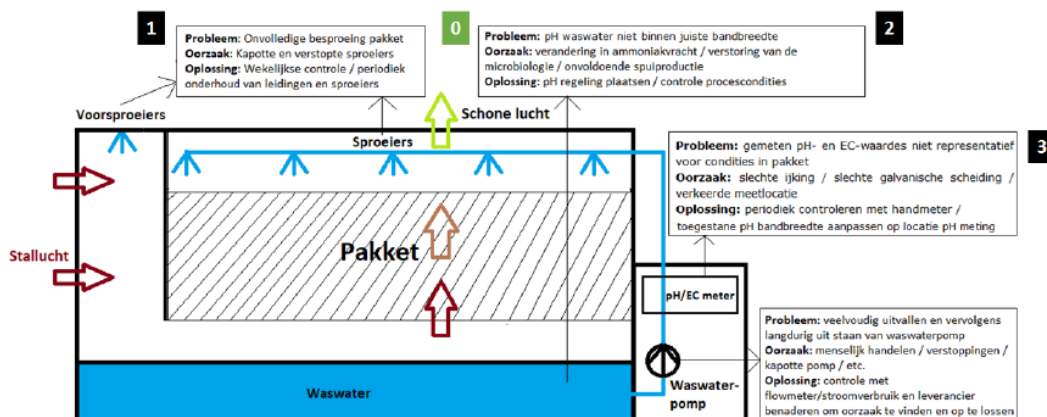 1
Probleem: Onvolledige besproeing pakket
Oorzaak: Kapotte en verstopte sproeiers
Oplossing: Wekelijkse controle / periodiek
onderhoud van leidingen en sproeiers
0
Probleem: pH waswater niet binnen juiste bandbreedte
Oorzaak: verandering in ammoniakvracht / verstoring van de
microbiologie / onvoldoende spuiproductie
Oplossing: pH regeling plaatsen / controle procescondities
2
Voorsproeiers
Schone lucht
Sproeiers
Probleem: gemeten pH- en EC-waardes niet representatief
voor condities in pakket
Oorzaak: slechte ijking / slechte galvanische scheiding /
verkeerde meetlocatie
Oplossing: periodiek controleren met handmeter /
toegestane pH bandbreedte aanpassen op locatie pH meting
3
Stallucht
Pakket
pH/EC meter
Probleem: veelvoudig uitvallen en vervolgens
langdurig uit staan van waswaterpomp
Oorzaak: menselijk handelen / verstoppingen /
kapotte pomp / etc.
Oplossing: controle met
flowmeter/stroomverbruik en leverancier
benaderen om oorzaak te vinden en op te lossen
Waswater
Waswater-
pomp